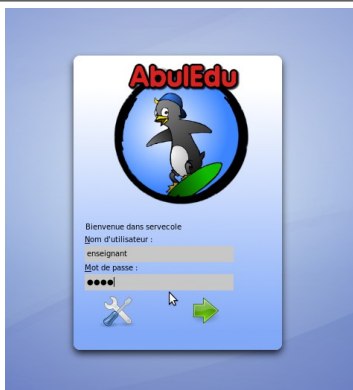 AbulEdu
Bienvenue dans servecole
Nom d'utilisateur :
enseignant
Mot de passe :
●●●●